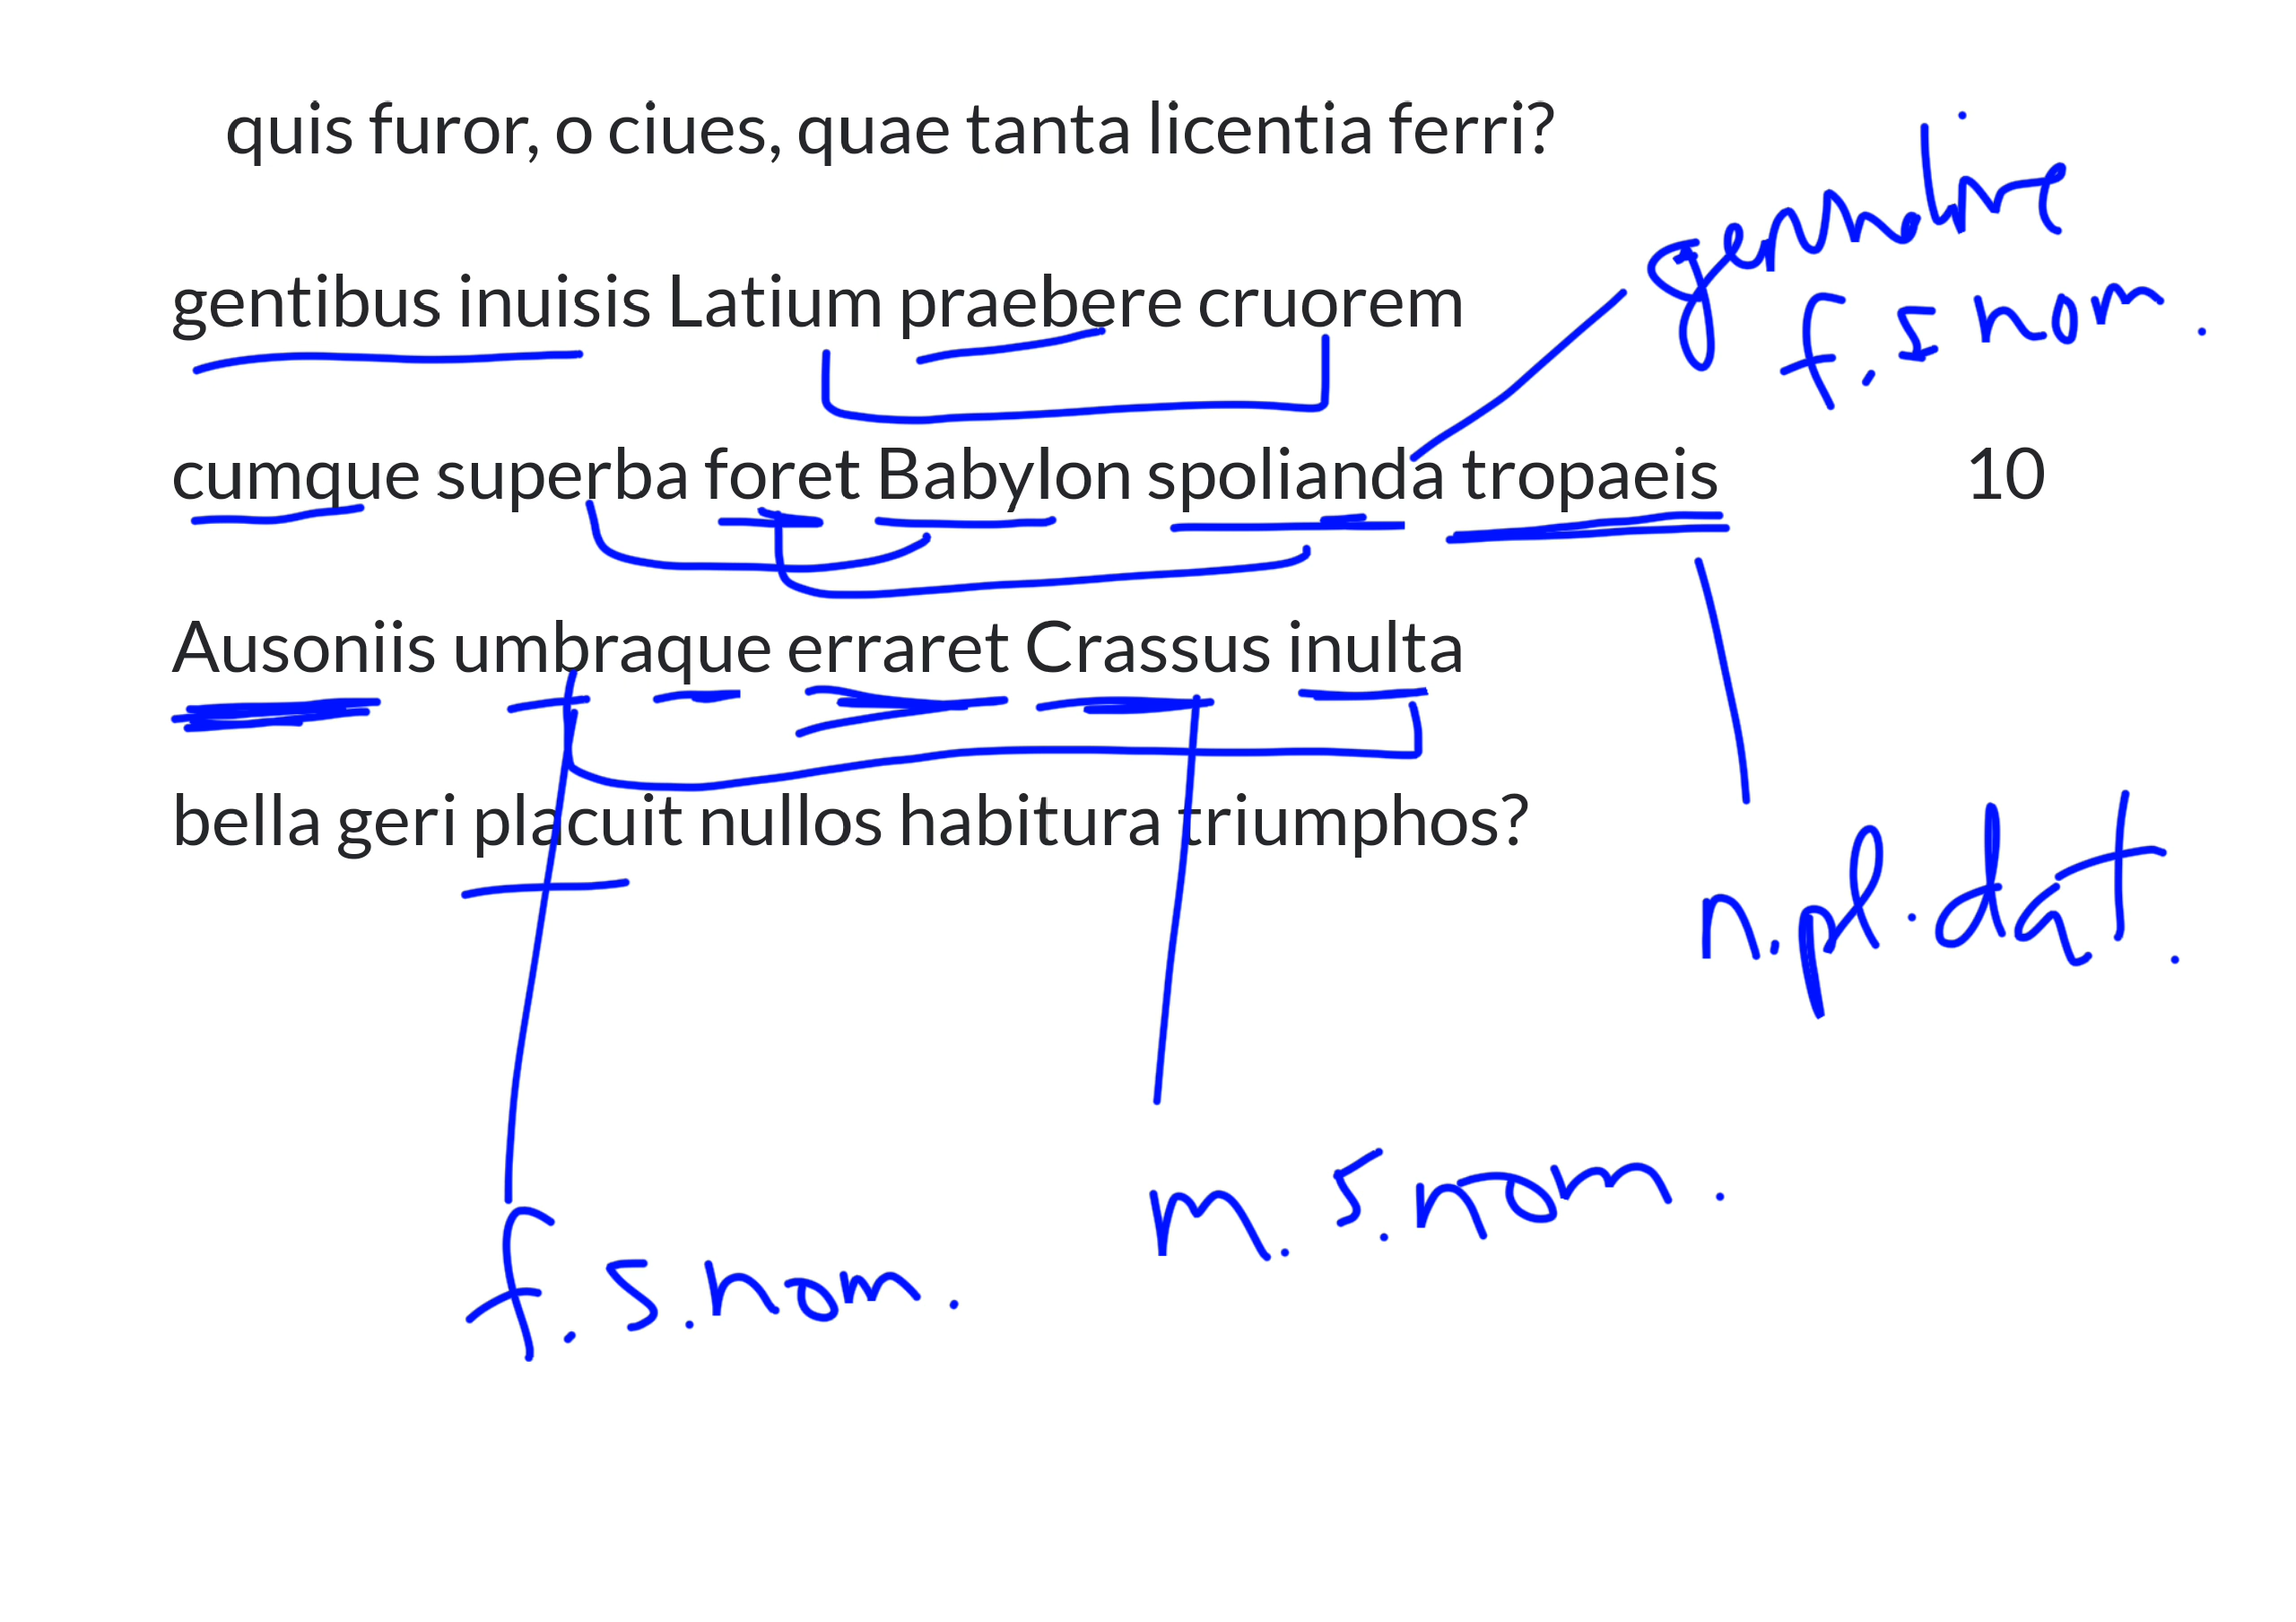 quis furor, o ciues, quae tanta licentia ferri?
gerundive
f. s nom.
gentibus inuisis Latium praebere cruorem
cumque superba foret Babylon spolianda tropaeis 10
Ausoniis umbraque erraret Crassus inulta
bella geri placuit nullos habitura triumphos?
n.pl.dat.
m. s. nom.
f. s. nom.